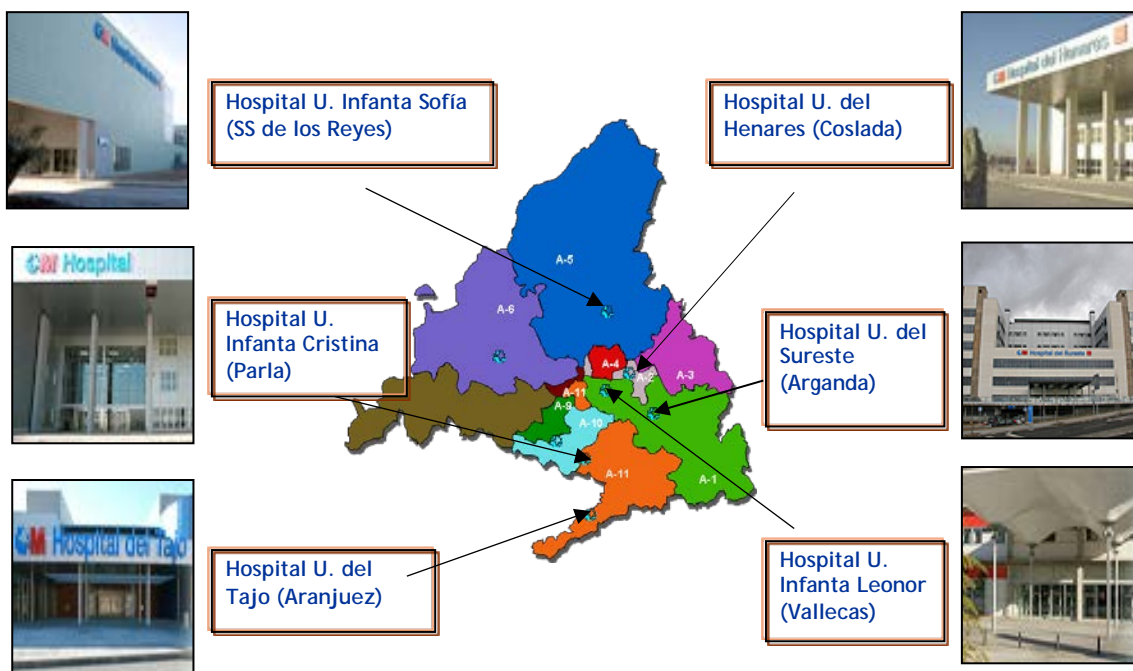 Hospital del Henares
Hospital U. Infanta Sofía
(SS de los Reyes)
Hospital U. del
Henares (Coslada)
M Hospital
Hospital U.
Infanta Cristina
(Parla)
Hospital U. del
Sureste
(Arganda)
Hospital del Sureste
A-5
A-6
A-4
A-2
A-3
A-11
A-9
A-10
A-11
A-1
M Hospital del Tajo
Hospital U. del
Tajo (Aranjuez)
Hospital U.
Infanta Leonor
(Vallecas)